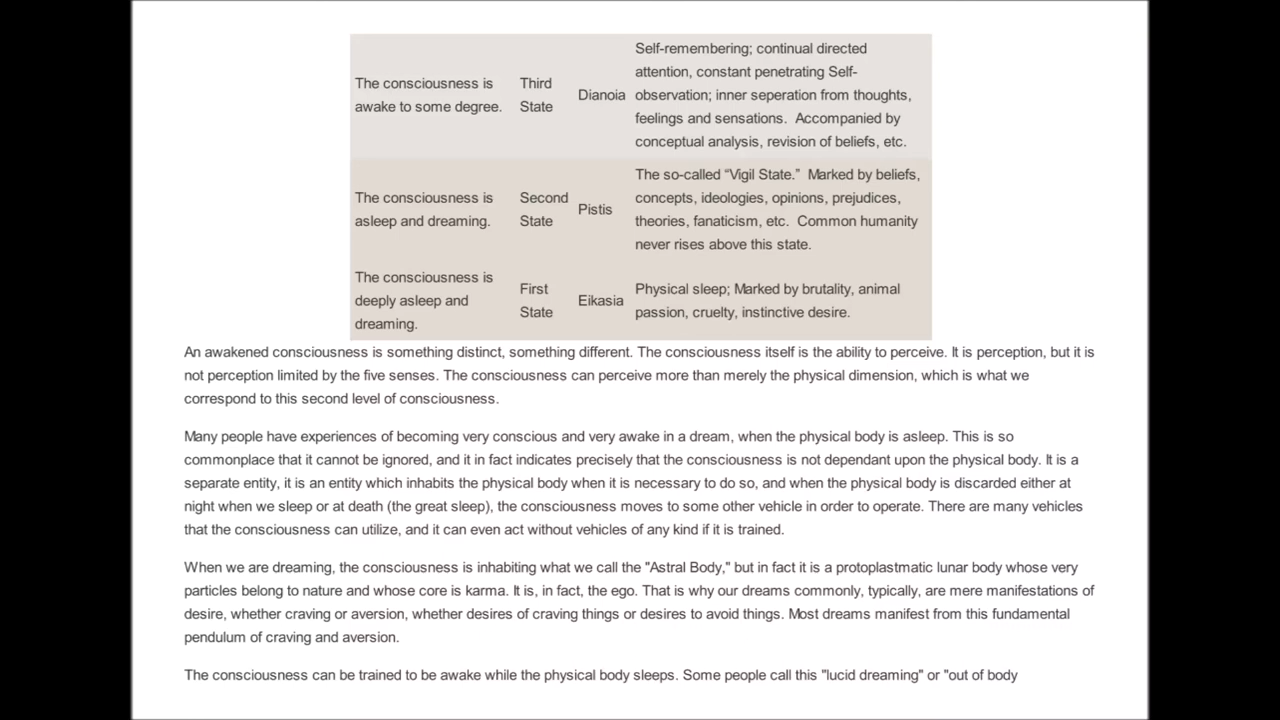 The consciousness is
awake to some degree.
Third
State
Dianoia
Self-remembering; continual directed
attention, constant penetrating Self-
observation; inner seperation from thoughts,
feelings and sensations.  Accompanied by
conceptual analysis, revision of beliefs, etc.
The consciousness is
asleep and dreaming.
Second
State
Pistis
The so-called “Vigil State.”  Marked by beliefs,
concepts, ideologies, opinions, prejudices,
theories, fanaticism, etc.  Common humanity
never rises above this state.
The consciousness is
deeply asleep and
dreaming.
First
State
Eikasia
Physical sleep; Marked by brutality, animal
passion, cruelty, instinctive desire.
An awakened consciousness is something distinct, something different. The consciousness itself is the ability to perceive. It is perception, but it is
not perception limited by the five senses. The consciousness can perceive more than merely the physical dimension, which is what we
correspond to this second level of consciousness.
Many people have experiences of becoming very conscious and very awake in a dream, when the physical body is asleep. This is so
commonplace that it cannot be ignored, and it in fact indicates precisely that the consciousness is not dependant upon the physical body. It is a
separate entity, it is an entity which inhabits the physical body when it is necessary to do so, and when the physical body is discarded either at
night when we sleep or at death (the great sleep), the consciousness moves to some other vehicle in order to operate. There are many vehicles
that the consciousness can utilize, and it can even act without vehicles of any kind if it is trained.
When we are dreaming, the consciousness is inhabiting what we call the "Astral Body," but in fact it is a protoplastmatic lunar body whose very
particles belong to nature and whose core is karma. It is, in fact, the ego. That is why our dreams commonly, typically, are mere manifestations of
desire, whether craving or aversion, whether desires of craving things or desires to avoid things. Most dreams manifest from this fundamental
pendulum of craving and aversion.
The consciousness can be trained to be awake while the physical body sleeps. Some people call this "lucid dreaming" or "out of body